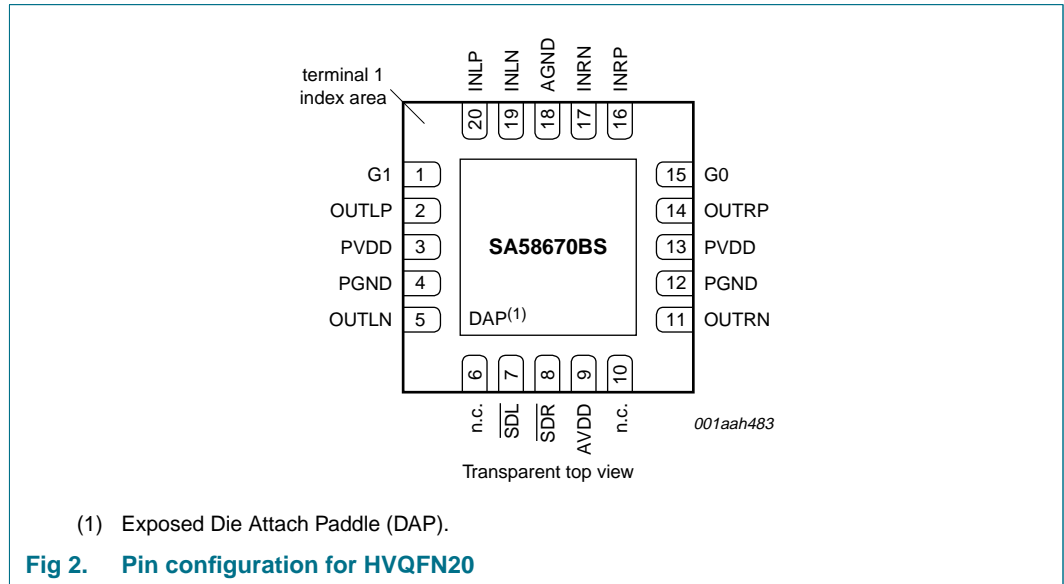 INLP
INLN
AGND
INRN
INRP
terminal 1
index area
20 19 18 17 16
G1 1 15 G0
OUTLP 2 14 OUTRP
PVDD 3 SA58670BS 13 PVDD
PGND 4 12 PGND
OUTLN 5 DAP(1) 11 OUTRN
6 7 8 9 10
n.c.
SDL
SDR
AVDD
n.c.
001aah483
Transparent top view
(1) Exposed Die Attach Paddle (DAP).
Fig 2. Pin configuration for HVQFN20